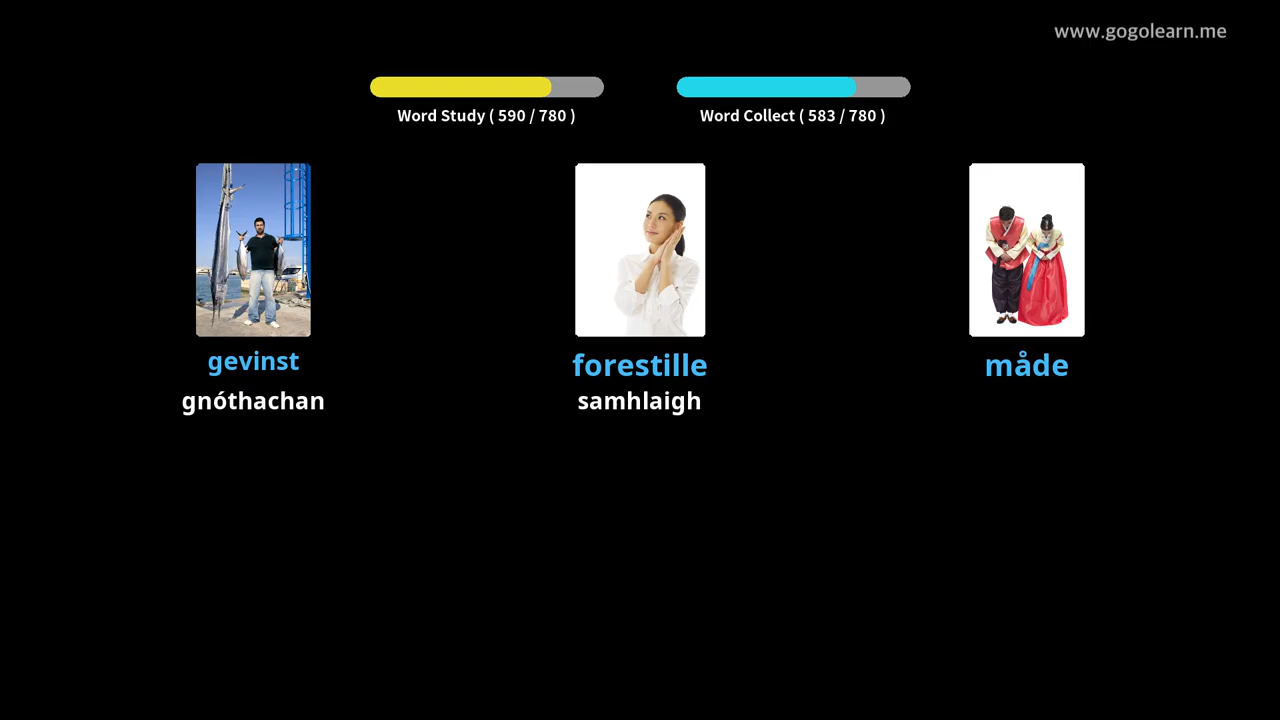 www.gogolearn.me
Word Study ( 590 / 780 )
Word Collect ( 583 / 780 )
gevinst
forestille
måde
gnóthachan
samhlaigh